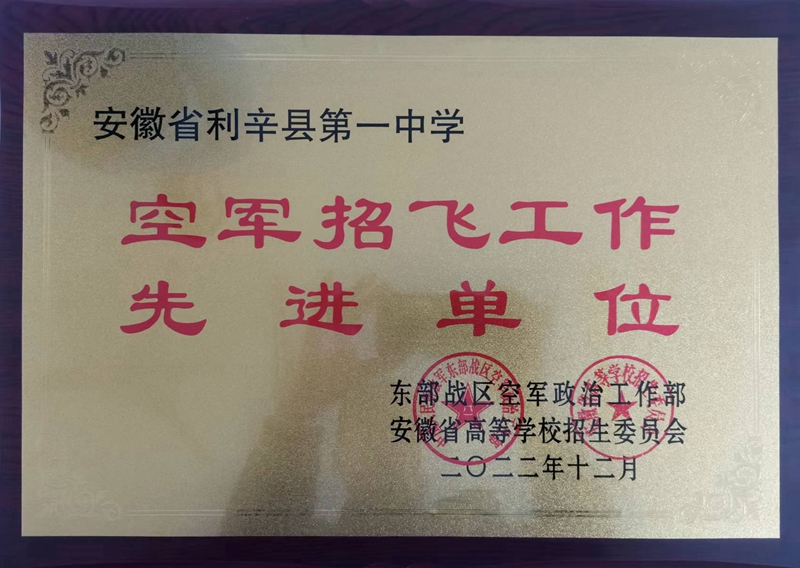 安徽省利辛县第一中学
空军招飞工作
先进单位
东部战区空军政治工作部
安徽省高等学校招生委员会
二〇二二年十二月